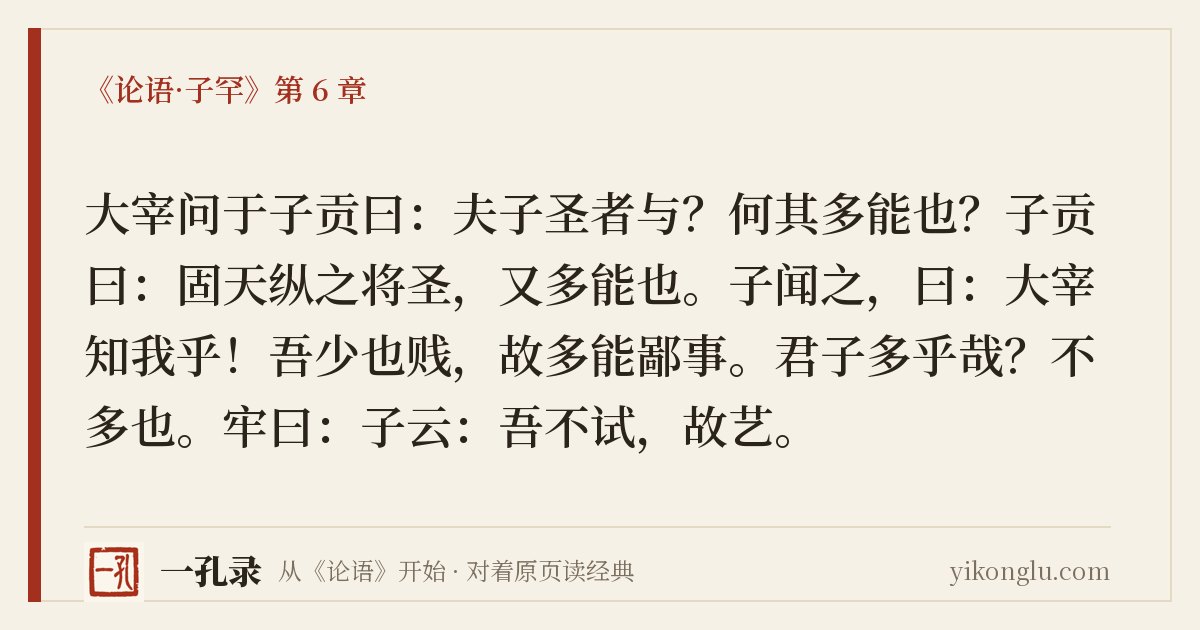 《论语·子罕》第 6 章
大宰问于子贡曰：夫子圣者与？何其多能也？子贡
曰：固天纵之将圣，又多能也。子闻之，曰：大宰
知我乎！吾少也贱，故多能鄙事。君子多乎哉？不
多也。牢曰：子云：吾不试，故艺。
一孔
一孔录 从《论语》开始 · 对着原页读经典 yikonglu.com